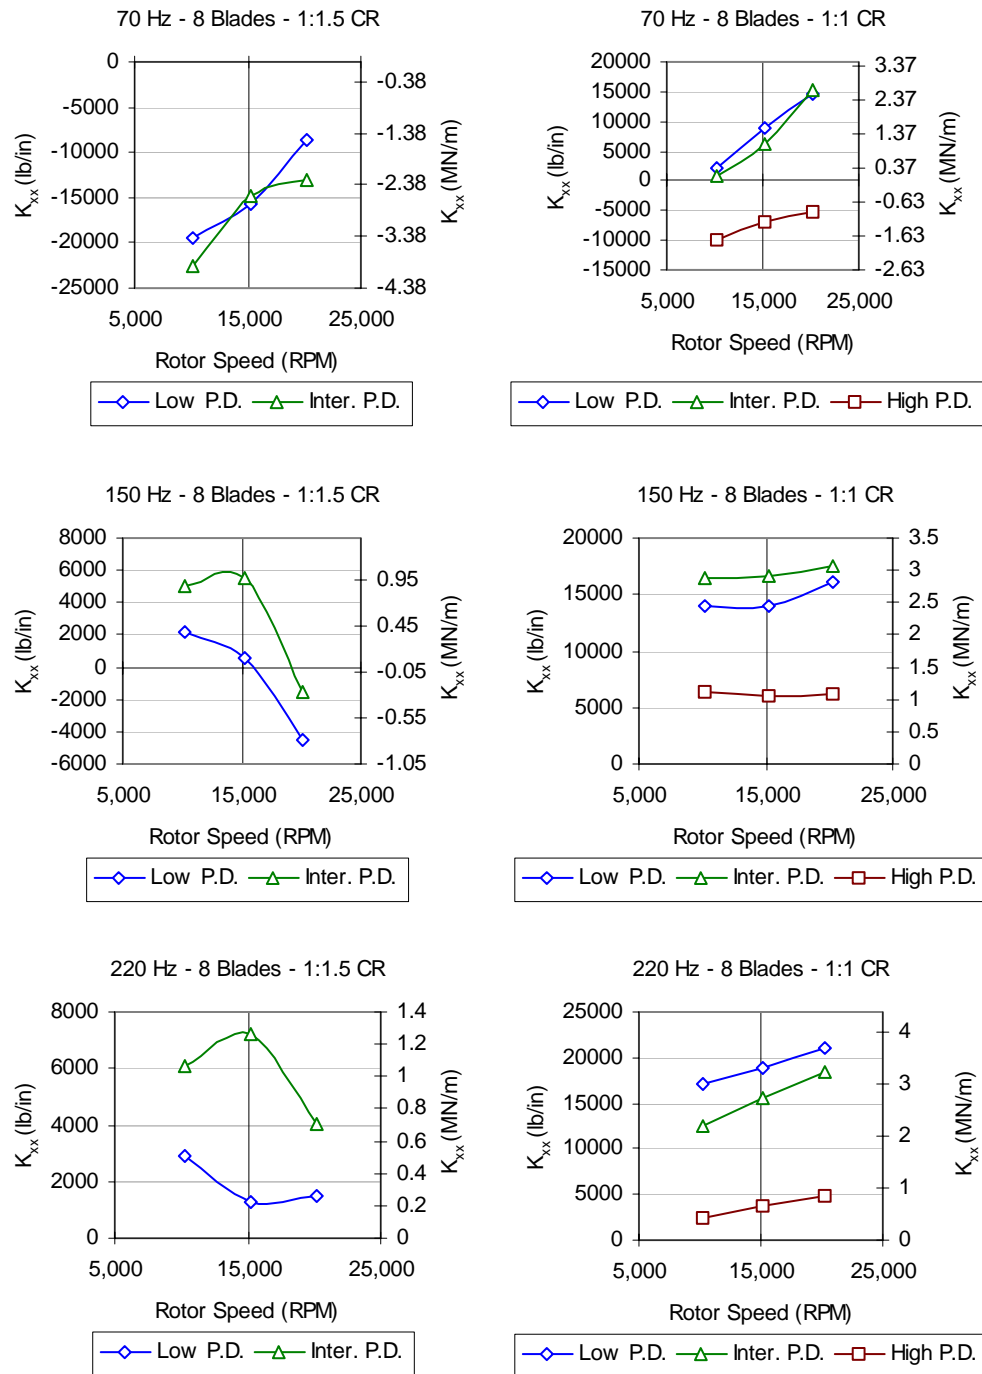 70 Hz - 8 Blades - 1:1.5 CR
0
-5000
-10000
-15000
-20000
-25000
K_xx (lb/in)
-0.38
-1.38
-2.38
-3.38
-4.38
K_xx (MN/m)
5,000 15,000 25,000
Rotor Speed (RPM)
Low P.D. Inter. P.D.
70 Hz - 8 Blades - 1:1 CR
20000
15000
10000
5000
0
-5000
-10000
-15000
K_xx (lb/in)
3.37
2.37
1.37
0.37
-0.63
-1.63
-2.63
K_xx (MN/m)
5,000 15,000 25,000
Rotor Speed (RPM)
Low P.D. Inter. P.D. High P.D.
150 Hz - 8 Blades - 1:1.5 CR
8000
6000
4000
2000
0
-2000
-4000
-6000
K_xx (lb/in)
0.95
0.45
-0.05
-0.55
-1.05
K_xx (MN/m)
5,000 15,000 25,000
Rotor Speed (RPM)
Low P.D. Inter. P.D.
150 Hz - 8 Blades - 1:1 CR
20000
15000
10000
5000
0
K_xx (lb/in)
3.5
3
2.5
2
1.5
1
0.5
0
K_xx (MN/m)
5,000 15,000 25,000
Rotor Speed (RPM)
Low P.D. Inter. P.D. High P.D.
220 Hz - 8 Blades - 1:1.5 CR
8000
6000
4000
2000
0
K_xx (lb/in)
1.4
1.2
1
0.8
0.6
0.4
0.2
0
K_xx (MN/m)
5,000 15,000 25,000
Rotor Speed (RPM)
Low P.D. Inter. P.D.
220 Hz - 8 Blades - 1:1 CR
25000
20000
15000
10000
5000
0
K_xx (lb/in)
4
3
2
1
0
K_xx (MN/m)
5,000 15,000 25,000
Rotor Speed (RPM)
Low P.D. Inter. P.D. High P.D.